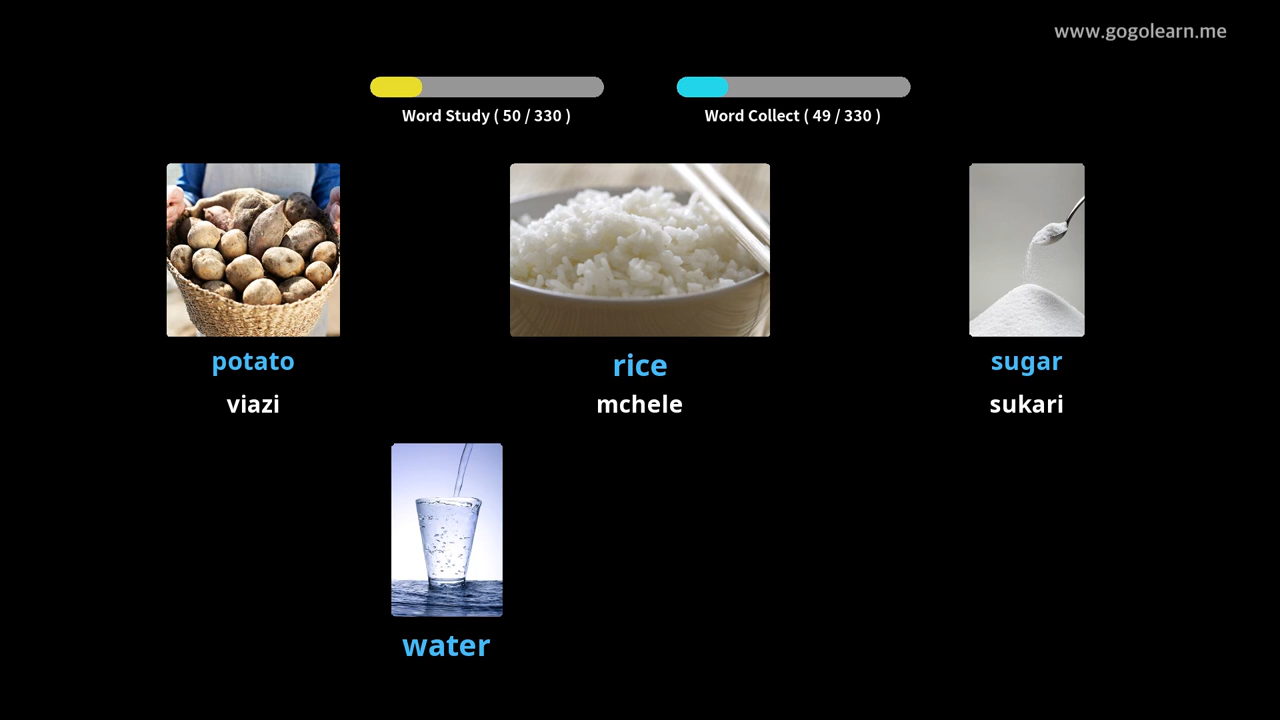 www.gogolearn.me
Word Study ( 50 / 330 )
Word Collect ( 49 / 330 )
potato
rice
sugar
viazi
mchele
sukari
water